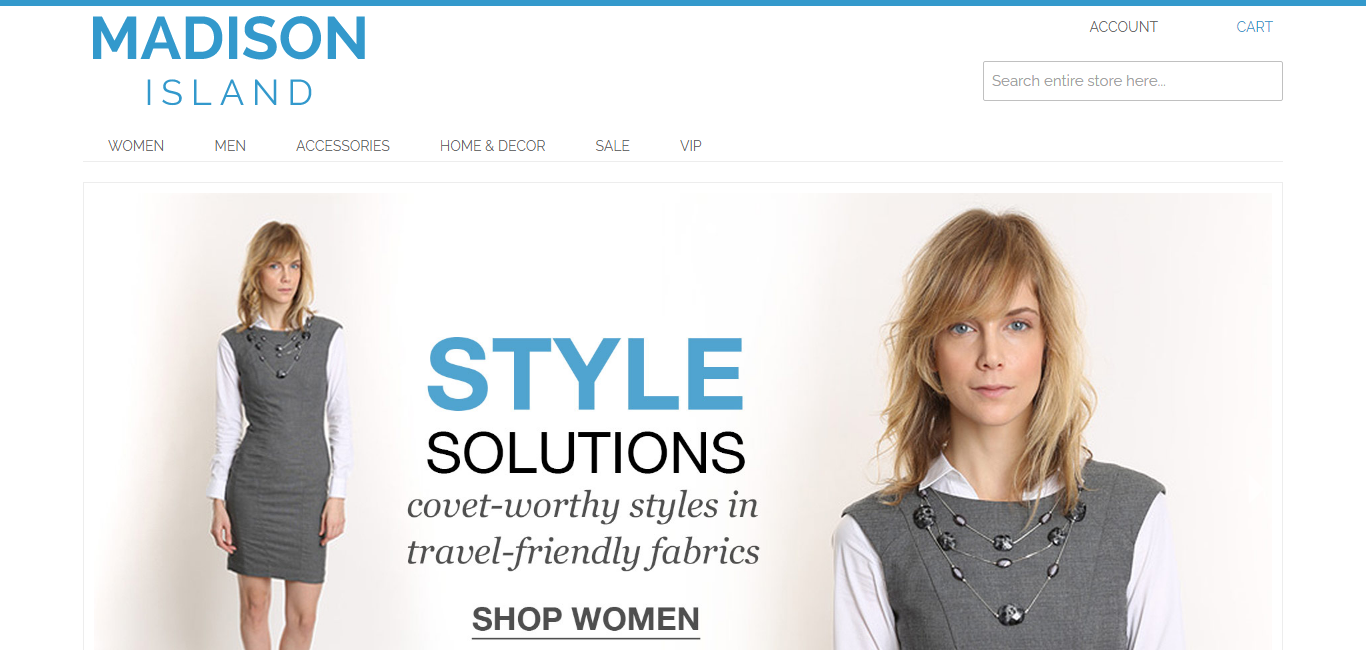 MADISON
ISLAND
ACCOUNT
CART
Search entire store here...
WOMEN
MEN
ACCESSORIES
HOME & DECOR
SALE
VIP
STYLE
SOLUTIONS
covet-worthy styles in
travel-friendly fabrics
SHOP WOMEN